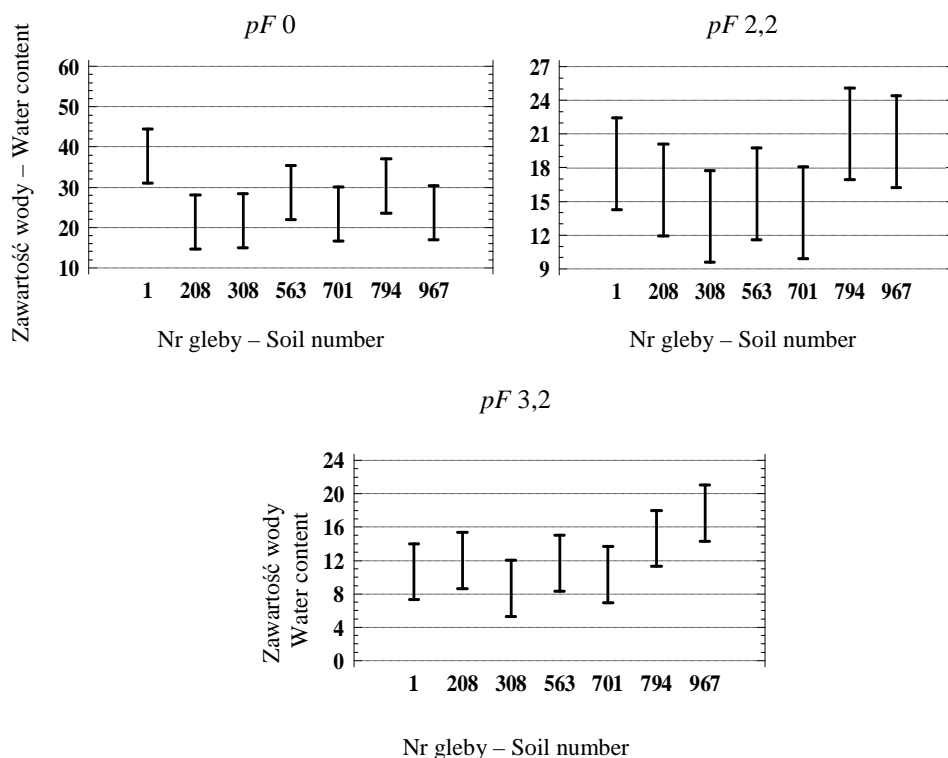 pF 0
Zawartość wody – Water content
60
50
40
30
20
10
1 208 308 563 701 794 967
Nr gleby – Soil number
pF 2,2
27
24
21
18
15
12
9
1 208 308 563 701 794 967
Nr gleby – Soil number
pF 3,2
Zawartość wody
Water content
24
20
16
12
8
4
0
1 208 308 563 701 794 967
Nr gleby – Soil number